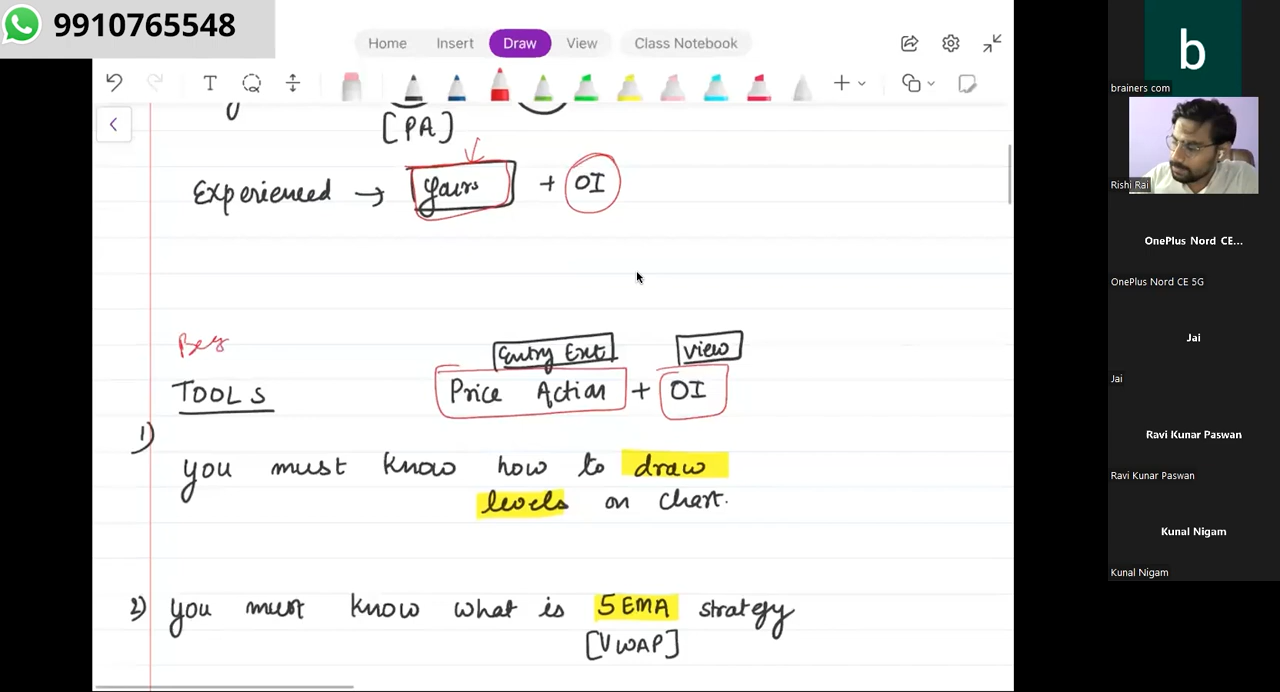 9910765548
Home Insert Draw View Class Notebook
[PA]
Experienced → yours + OI
Beg
Entry Exit View
TOOLS Price Action + OI
1)
you must know how to draw
levels on chart.
2) you must know what is 5 EMA strategy
[VWAP]
b
brainers com
Rishi Rai
OnePlus Nord CE...
OnePlus Nord CE 5G
Jai
Jai
Ravi Kunar Paswan
Ravi Kunar Paswan
Kunal Nigam
Kunal Nigam